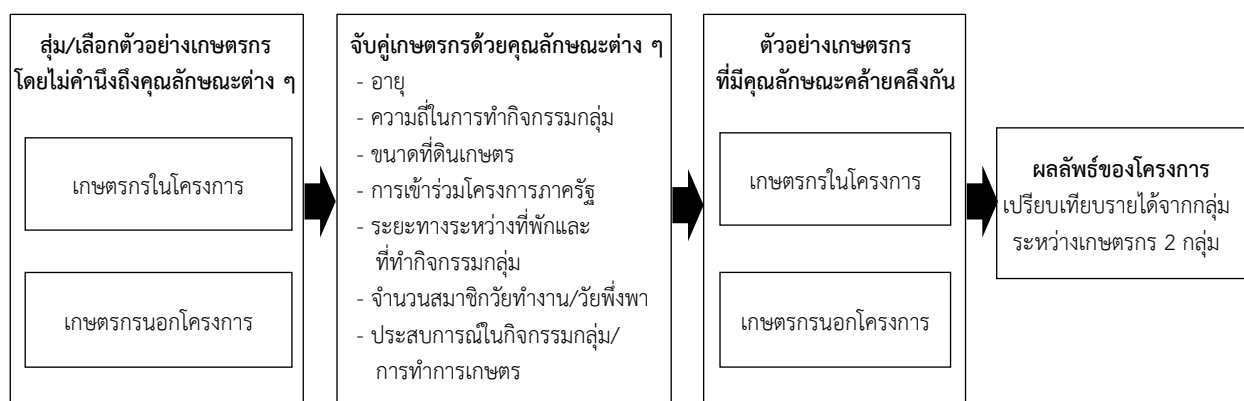 สุ่ม/เลือกตัวอย่างเกษตรกร
โดยไม่คำนึงถึงคุณลักษณะต่าง ๆ
เกษตรกรในโครงการ
เกษตรกรนอกโครงการ
จับคู่เกษตรกรด้วยคุณลักษณะต่าง ๆ
- อายุ
- ความถี่ในการทำกิจกรรมกลุ่ม
- ขนาดที่ดินเกษตร
- การเข้าร่วมโครงการภาครัฐ
- ระยะทางระหว่างที่พักและ
ที่ทำกิจกรรมกลุ่ม
- จำนวนสมาชิกวัยทำงาน/วัยพึ่งพา
- ประสบการณ์ในกิจกรรมกลุ่ม/
การทำการเกษตร
ตัวอย่างเกษตรกร
ที่มีคุณลักษณะคล้ายคลึงกัน
เกษตรกรในโครงการ
เกษตรกรนอกโครงการ
ผลลัพธ์ของโครงการ
เปรียบเทียบรายได้จากกลุ่ม
ระหว่างเกษตรกร 2 กลุ่ม